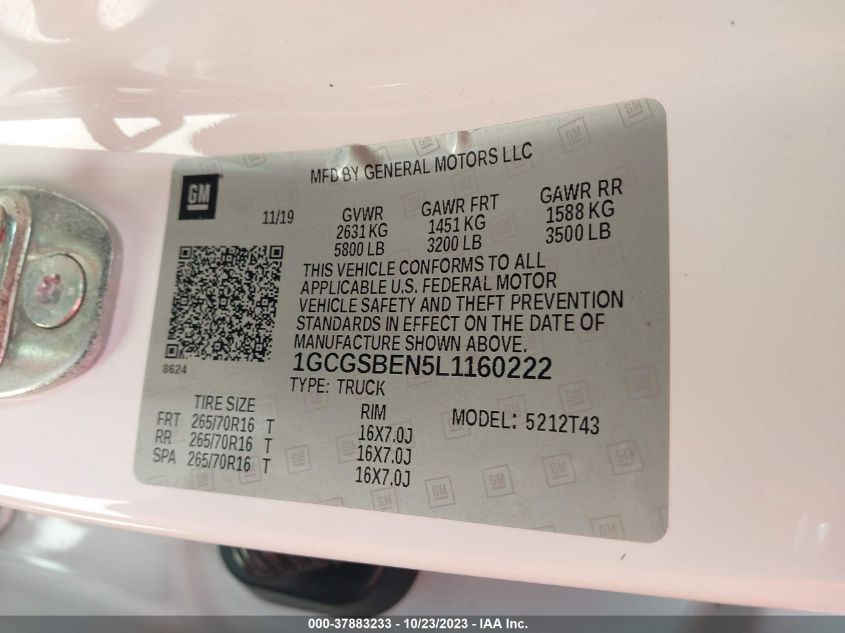 MFD BY GENERAL MOTORS LLC
GM
11/19 GVWR GAWR FRT GAWR RR
2631 KG 1451 KG 1588 KG
5800 LB 3200 LB 3500 LB
THIS VEHICLE CONFORMS TO ALL
APPLICABLE U.S. FEDERAL MOTOR
VEHICLE SAFETY AND THEFT PREVENTION
STANDARDS IN EFFECT ON THE DATE OF
MANUFACTURE SHOWN ABOVE.
8624
1GCGSBEN5L1160222
TYPE: TRUCK
TIRE SIZE RIM MODEL: 5212T43
FRT 265/70R16 T 16X7.0J
RR 265/70R16 T 16X7.0J
SPA 265/70R16 T 16X7.0J
000-37883233 - 10/23/2023 - IAA Inc.